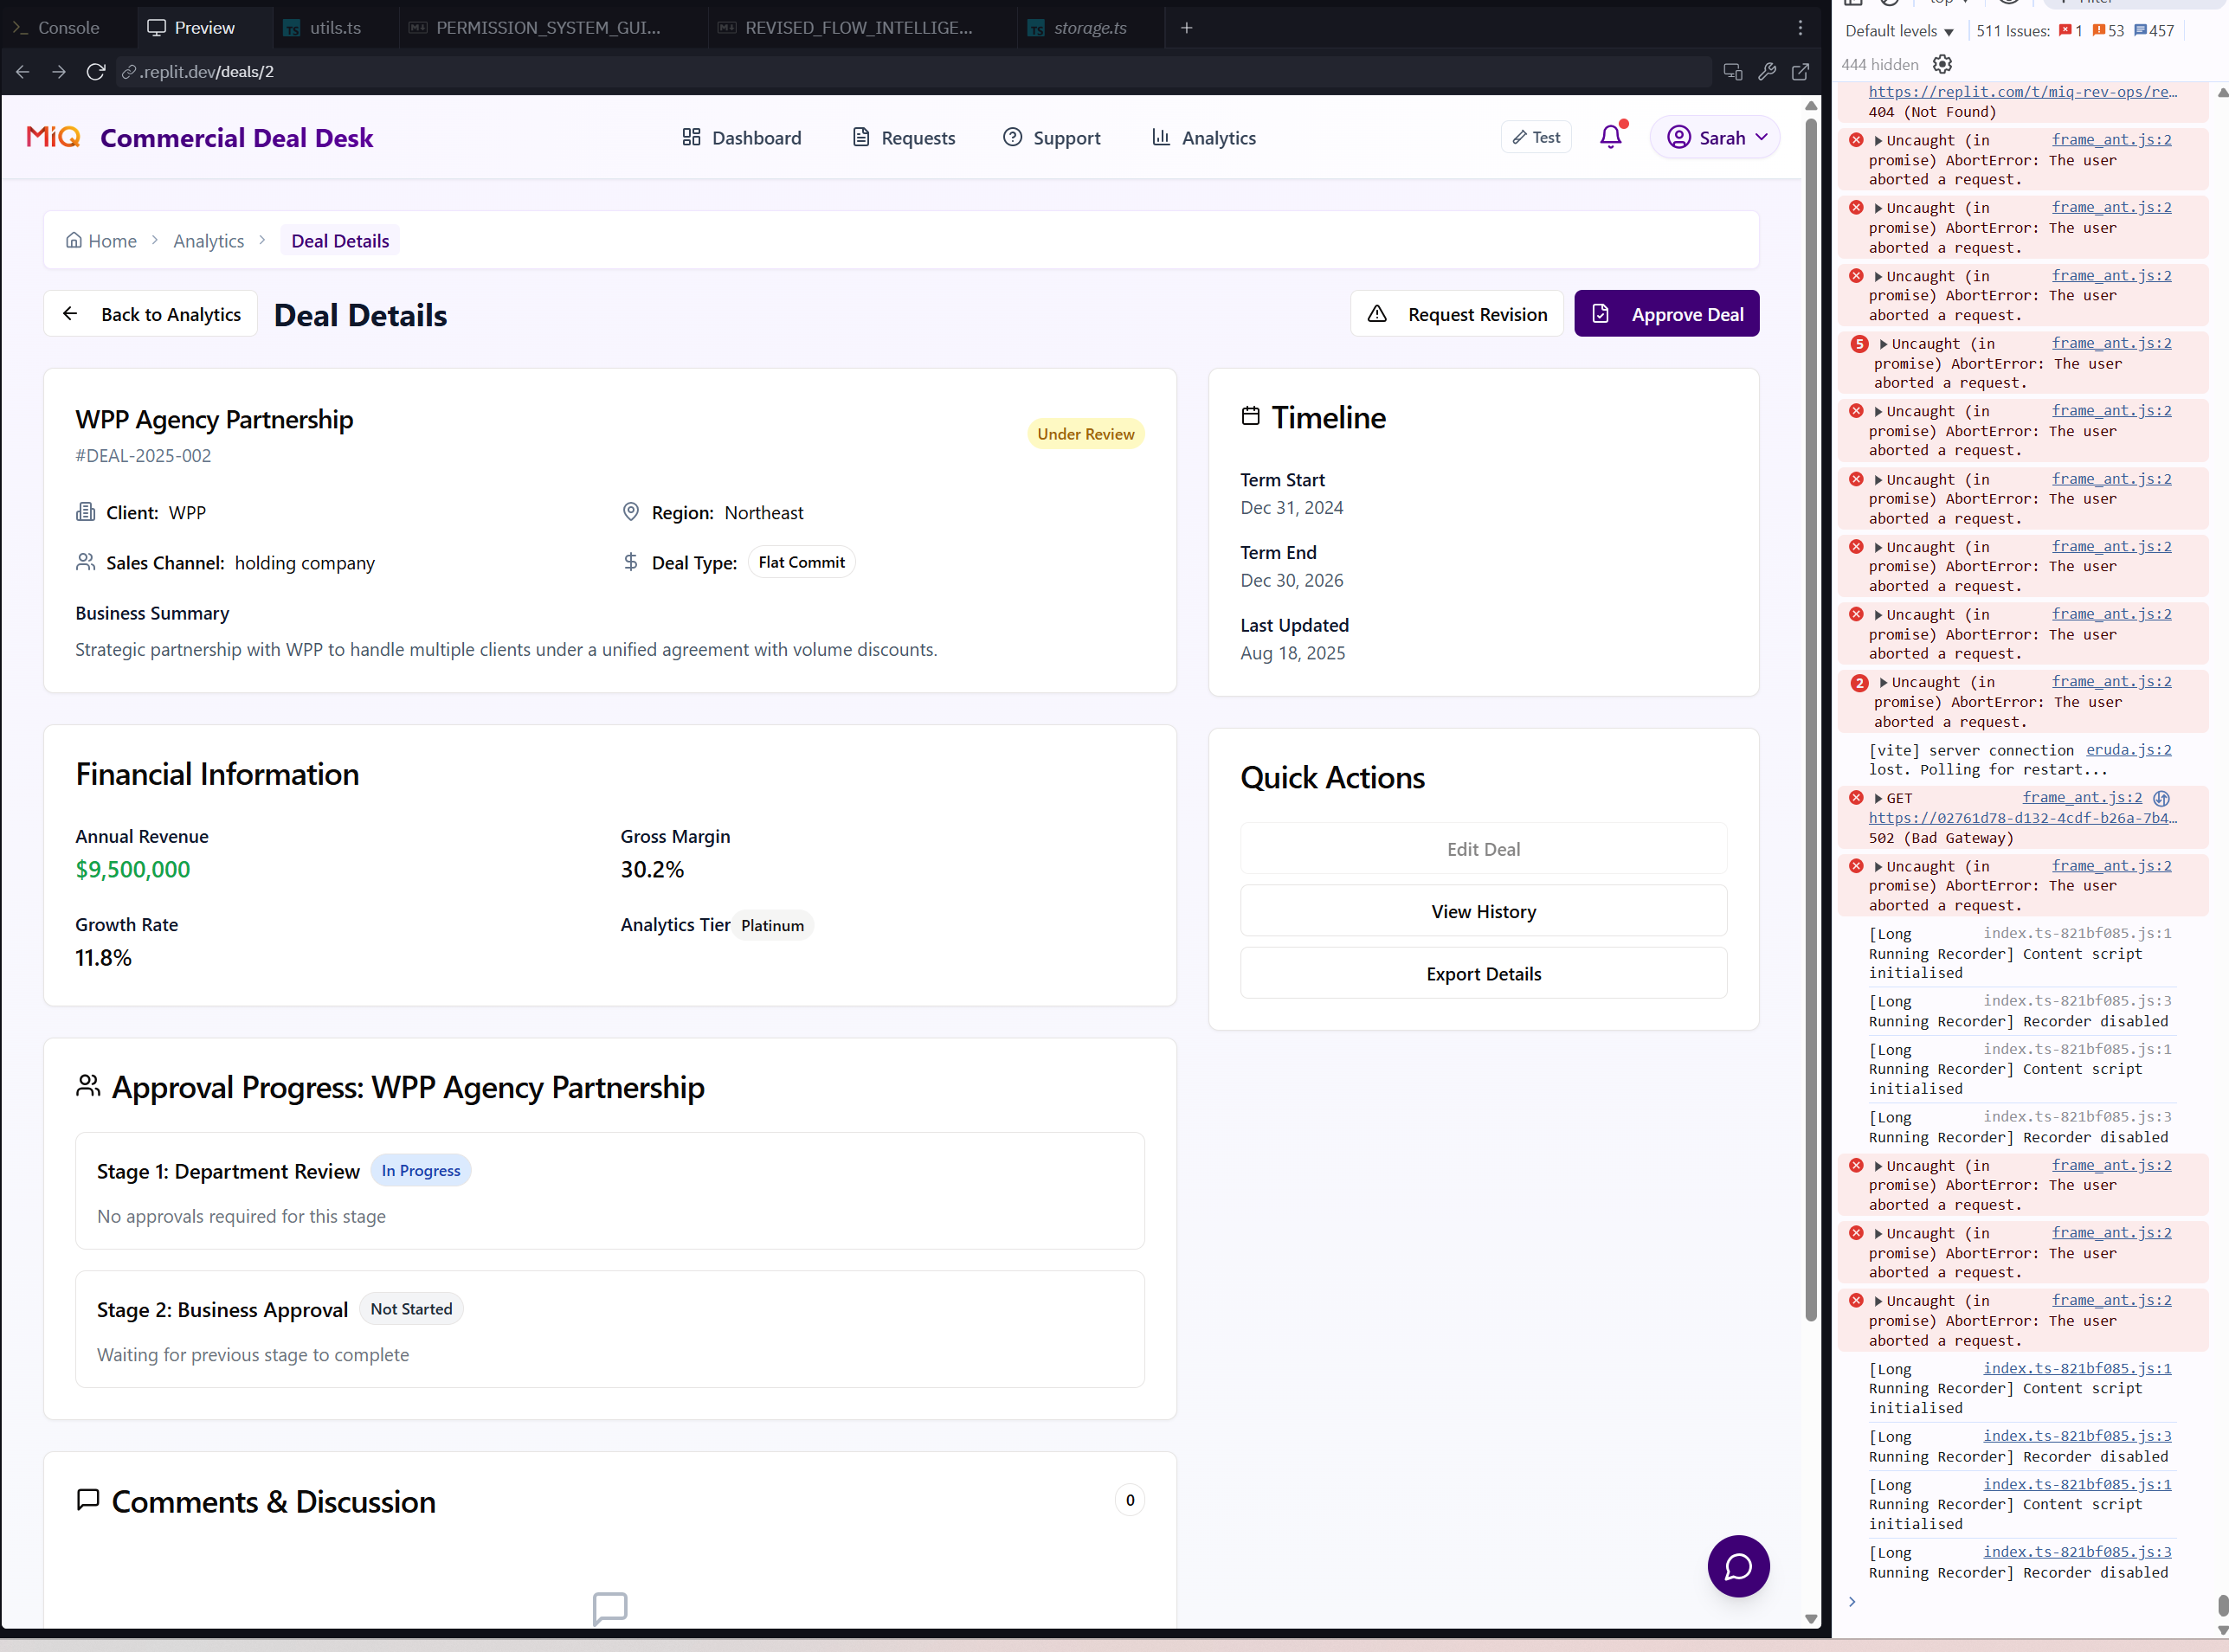 Console
Preview
utils.ts
PERMISSION_SYSTEM_GUI...
REVISED_FLOW_INTELLIGE...
storage.ts
.replit.dev/deals/2
MiQ Commercial Deal Desk
Dashboard
Requests
Support
Analytics
Test
Sarah
Home > Analytics > Deal Details
Back to Analytics
Deal Details
Request Revision
Approve Deal
WPP Agency Partnership
#DEAL-2025-002
Under Review
Client: WPP
Region: Northeast
Sales Channel: holding company
Deal Type: Flat Commit
Business Summary
Strategic partnership with WPP to handle multiple clients under a unified agreement with volume discounts.
Timeline
Term Start
Dec 31, 2024
Term End
Dec 30, 2026
Last Updated
Aug 18, 2025
Financial Information
Annual Revenue
$9,500,000
Gross Margin
30.2%
Growth Rate
11.8%
Analytics Tier Platinum
Quick Actions
Edit Deal
View History
Export Details
Approval Progress: WPP Agency Partnership
Stage 1: Department Review In Progress
No approvals required for this stage
Stage 2: Business Approval Not Started
Waiting for previous stage to complete
Comments & Discussion
0
Default levels ▼ 511 Issues: 1 53 457
444 hidden
https://replit.com/t/miq-rev-ops/re…
404 (Not Found)
Uncaught (in frame_ant.js:2
promise) AbortError: The user
aborted a request.
Uncaught (in frame_ant.js:2
promise) AbortError: The user
aborted a request.
Uncaught (in frame_ant.js:2
promise) AbortError: The user
aborted a request.
5 Uncaught (in frame_ant.js:2
promise) AbortError: The user
aborted a request.
Uncaught (in frame_ant.js:2
promise) AbortError: The user
aborted a request.
Uncaught (in frame_ant.js:2
promise) AbortError: The user
aborted a request.
Uncaught (in frame_ant.js:2
promise) AbortError: The user
aborted a request.
Uncaught (in frame_ant.js:2
promise) AbortError: The user
aborted a request.
2 Uncaught (in frame_ant.js:2
promise) AbortError: The user
aborted a request.
[vite] server connection eruda.js:2
lost. Polling for restart...
GET frame_ant.js:2
https://02761d78-d132-4cdf-b26a-7b4…
502 (Bad Gateway)
Uncaught (in frame_ant.js:2
promise) AbortError: The user
aborted a request.
[Long index.ts-821bf085.js:1
Running Recorder] Content script
initialised
[Long index.ts-821bf085.js:3
Running Recorder] Recorder disabled
[Long index.ts-821bf085.js:1
Running Recorder] Content script
initialised
[Long index.ts-821bf085.js:3
Running Recorder] Recorder disabled
Uncaught (in frame_ant.js:2
promise) AbortError: The user
aborted a request.
Uncaught (in frame_ant.js:2
promise) AbortError: The user
aborted a request.
Uncaught (in frame_ant.js:2
promise) AbortError: The user
aborted a request.
[Long index.ts-821bf085.js:1
Running Recorder] Content script
initialised
[Long index.ts-821bf085.js:3
Running Recorder] Recorder disabled
[Long index.ts-821bf085.js:1
Running Recorder] Content script
initialised
[Long index.ts-821bf085.js:3
Running Recorder] Recorder disabled